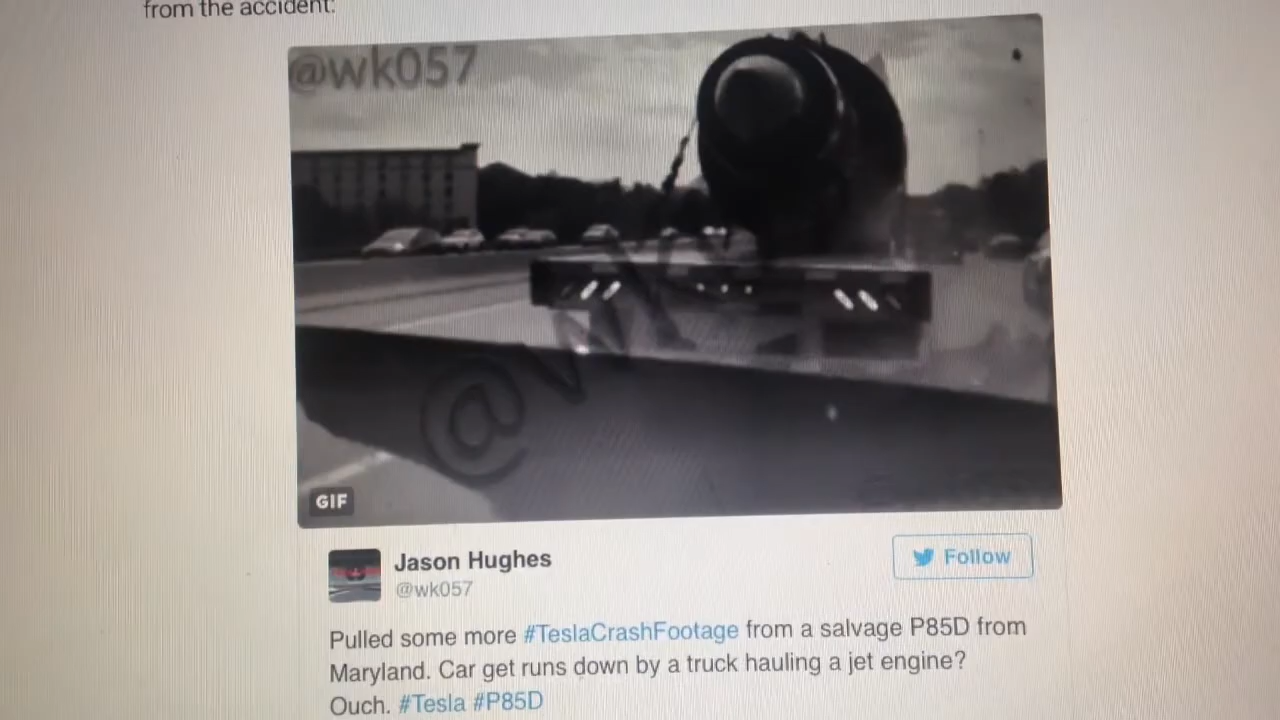 from the accident:
@wk057
@wk
GIF
Jason Hughes
@wk057
Follow
Pulled some more #TeslaCrashFootage from a salvage P85D from
Maryland. Car get runs down by a truck hauling a jet engine?
Ouch. #Tesla #P85D